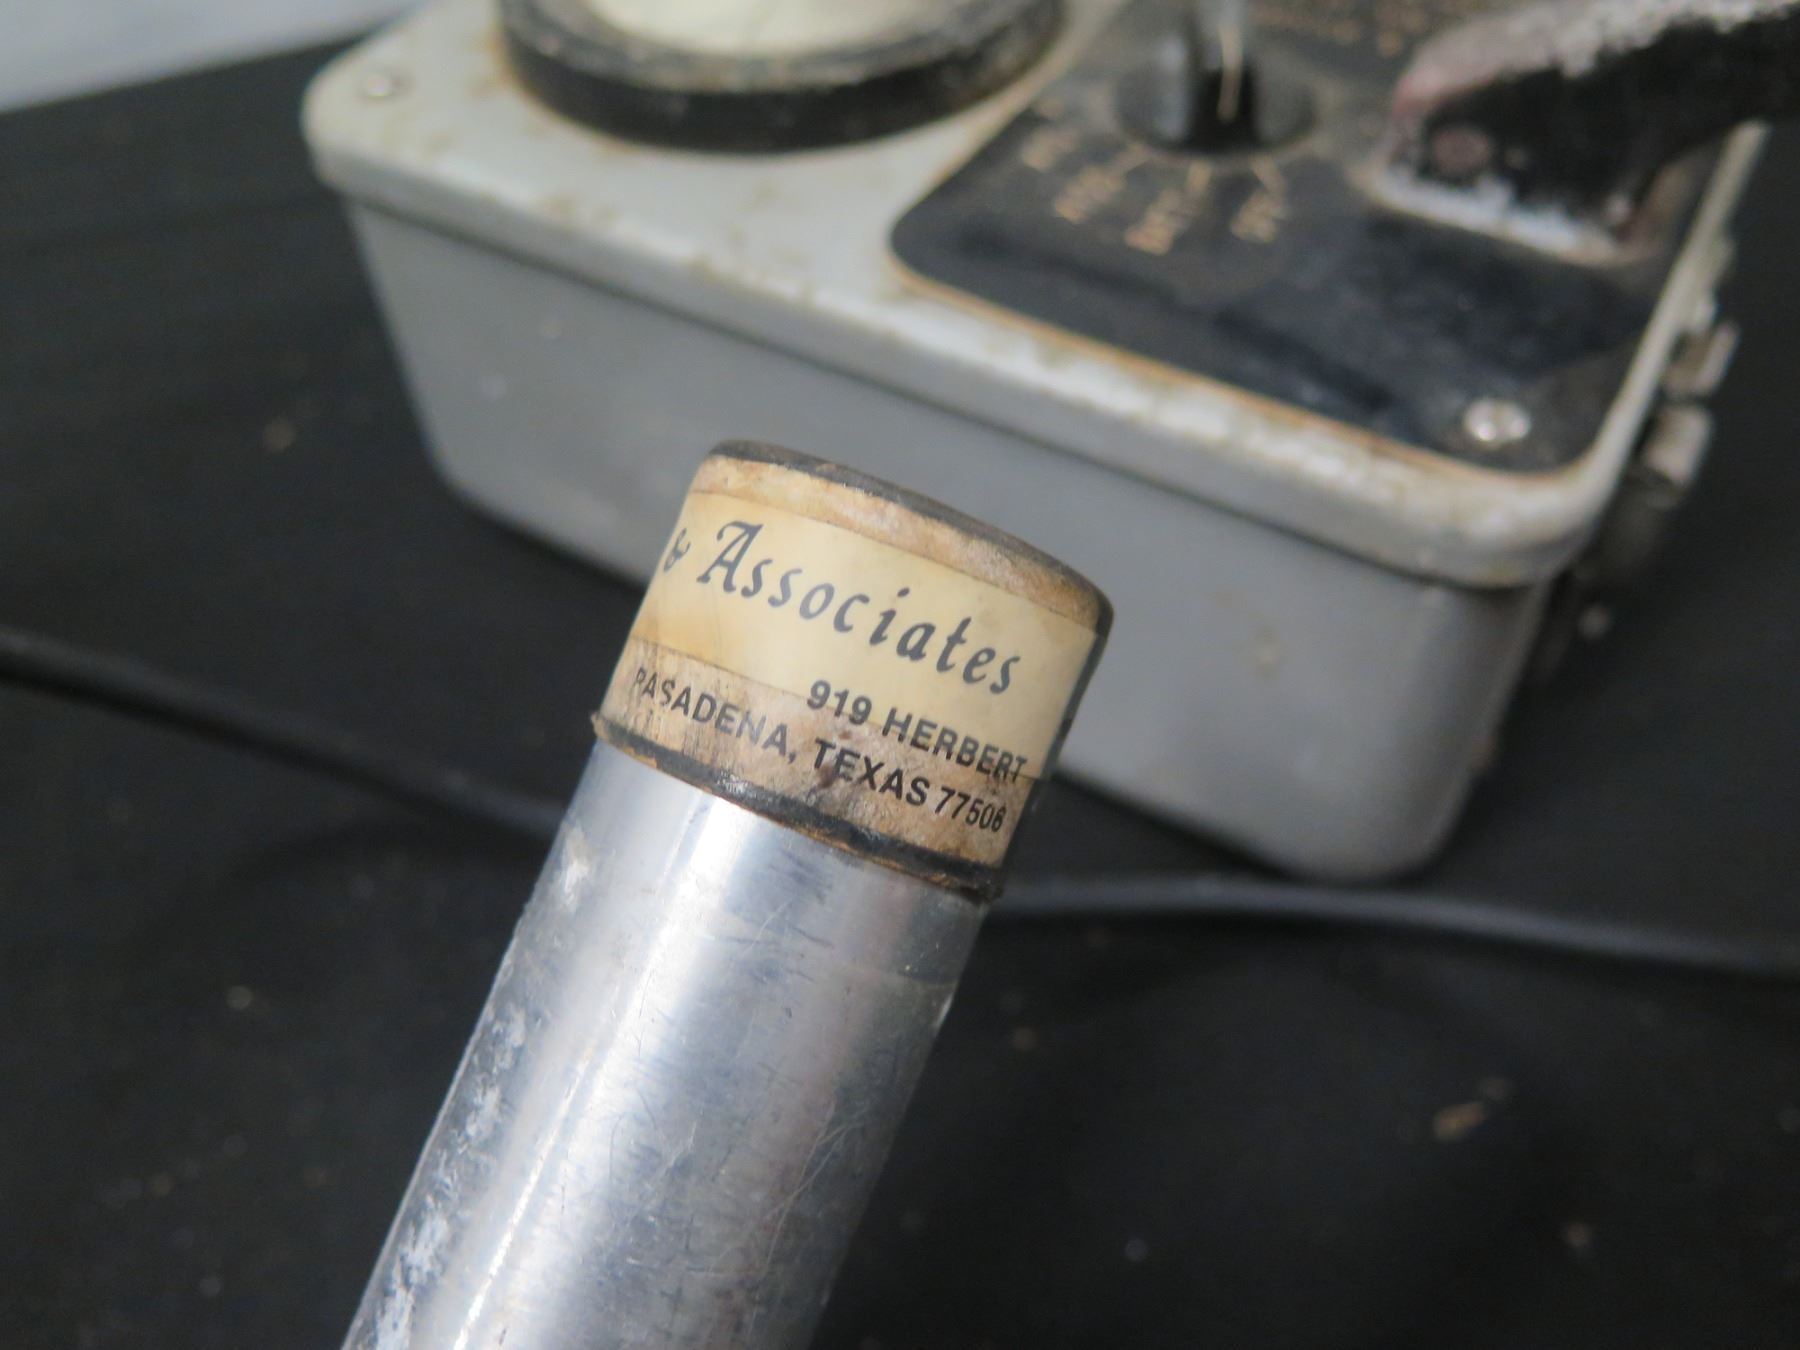 & Associates
919 HERBERT
PASADENA, TEXAS 77506